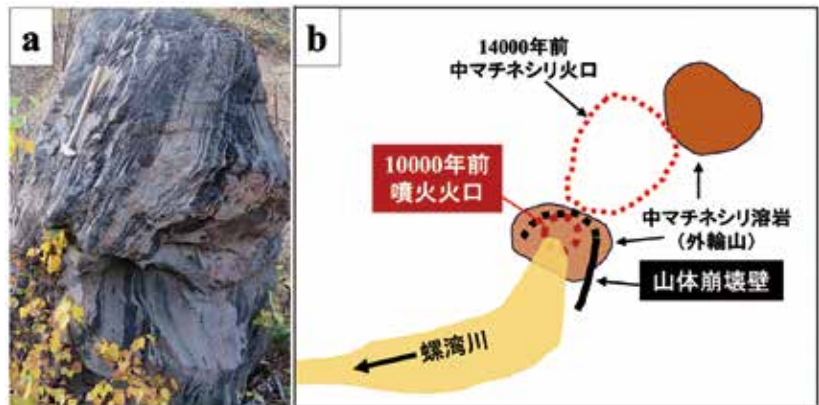 a
b
14000年前
中マチネシリ火口
10000年前
噴火火口
中マチネシリ溶岩
（外輪山）
山体崩壊壁
螺湾川